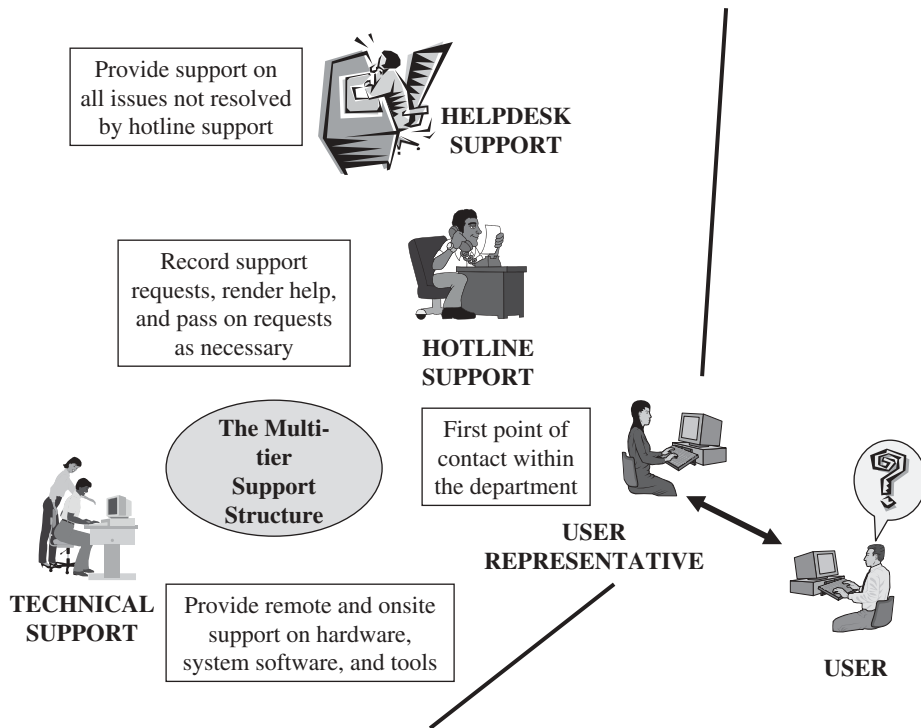 Provide support on
all issues not resolved
by hotline support
HELPDESK
SUPPORT
Record support
requests, render help,
and pass on requests
as necessary
HOTLINE
SUPPORT
The Multi-
tier
Support
Structure
First point of
contact within
the department
USER
REPRESENTATIVE
?
TECHNICAL
SUPPORT
Provide remote and onsite
support on hardware,
system software, and tools
USER